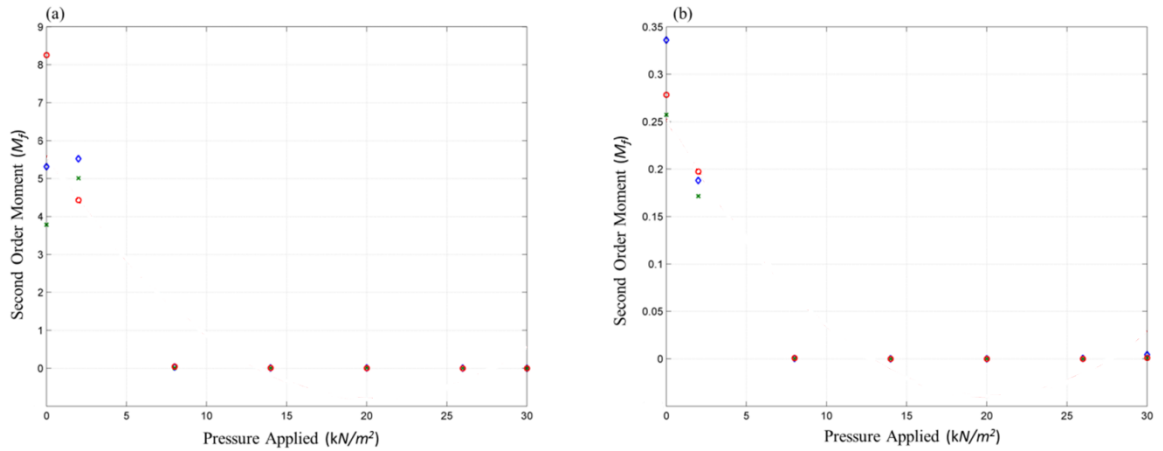 (a)
9
8
7
6
5
4
3
2
1
0
Second Order Moment (Mf)
0 5 10 15 20 25 30
Pressure Applied (kN/m²)
(b)
0.35
0.3
0.25
0.2
0.15
0.1
0.05
0
Second Order Moment (Mf)
0 5 10 15 20 25 30
Pressure Applied (kN/m²)